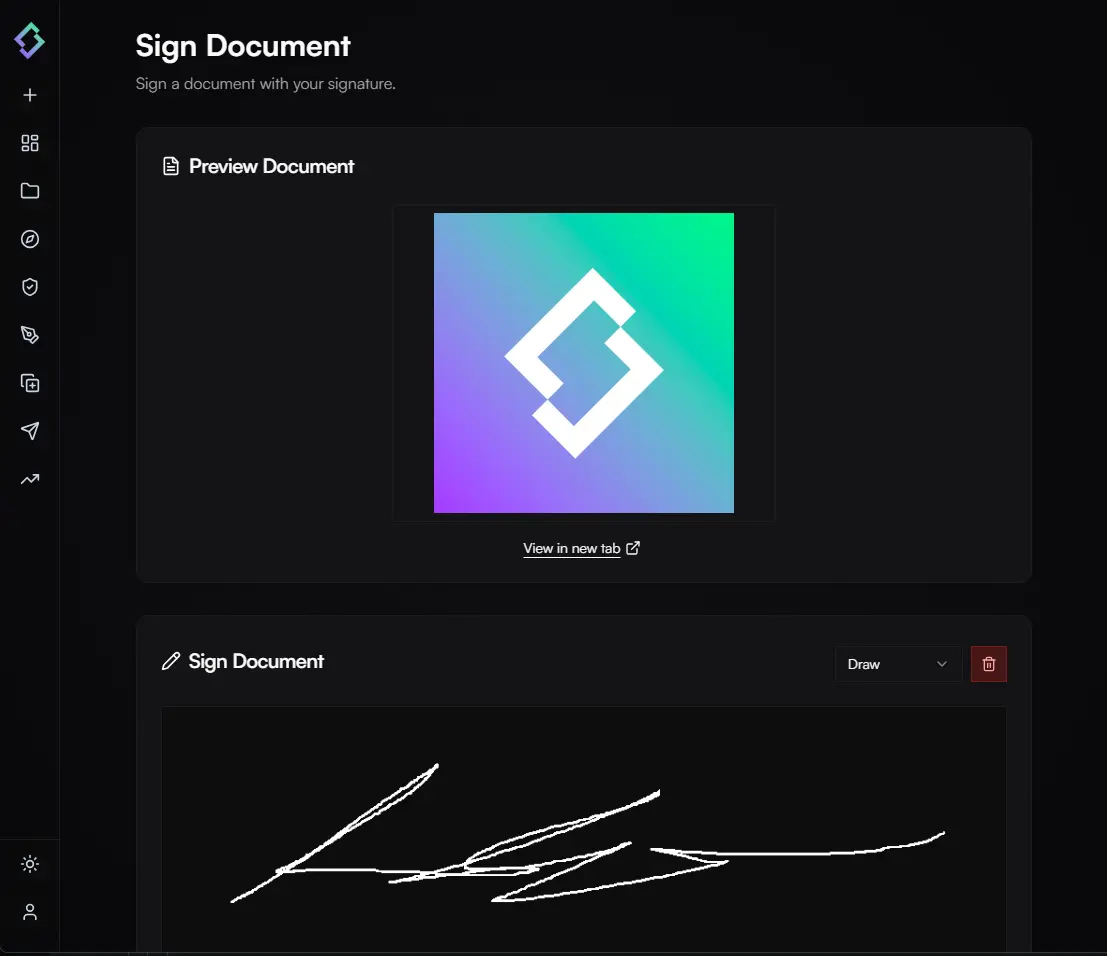 Sign Document
Sign a document with your signature.
Preview Document
View in new tab
Sign Document
Draw